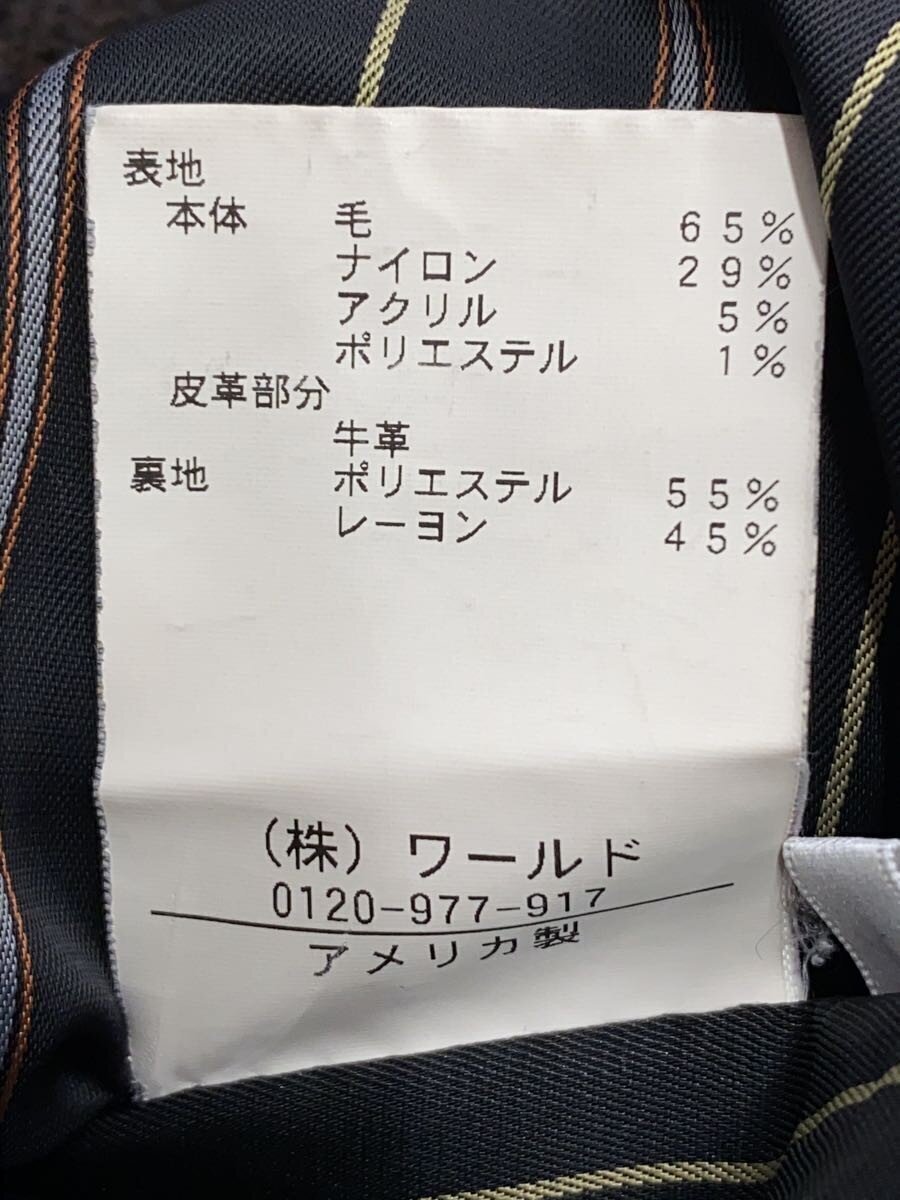 表地
本体 毛 65%
ナイロン 29%
アクリル 5%
ポリエステル 1%
皮革部分
牛革
裏地 ポリエステル 55%
レーヨン 45%
(株) ワールド
0120-977-917
アメリカ製